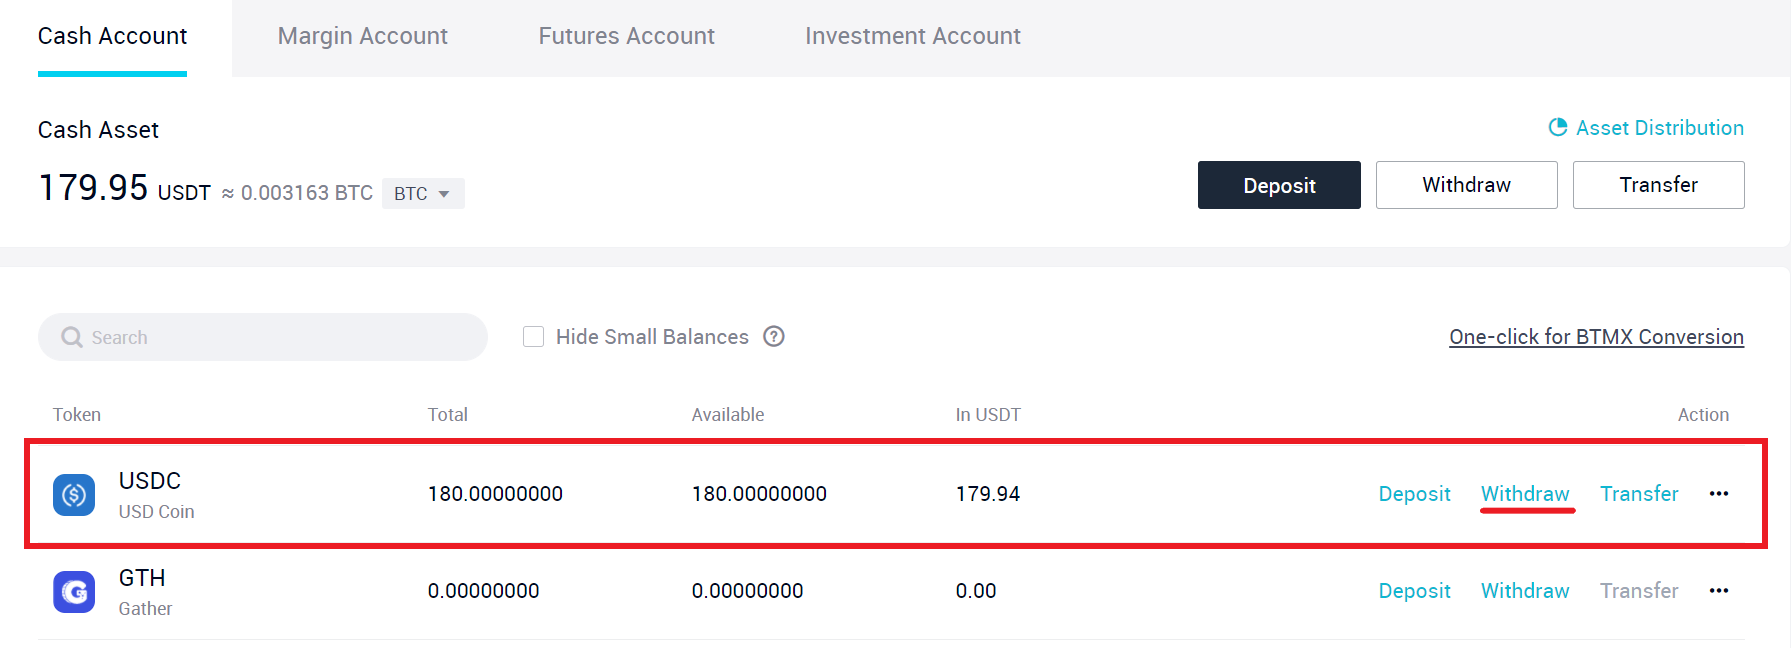 Cash Account Margin Account Futures Account Investment Account
Cash Asset
Asset Distribution
179.95 USDT ≈ 0.003163 BTC BTC
Deposit Withdraw Transfer
Search Hide Small Balances ? One-click for BTMX Conversion
Token Total Available In USDT Action
USDC
USD Coin
180.00000000 180.00000000 179.94 Deposit Withdraw Transfer ...
GTH
Gather
0.00000000 0.00000000 0.00 Deposit Withdraw Transfer ...